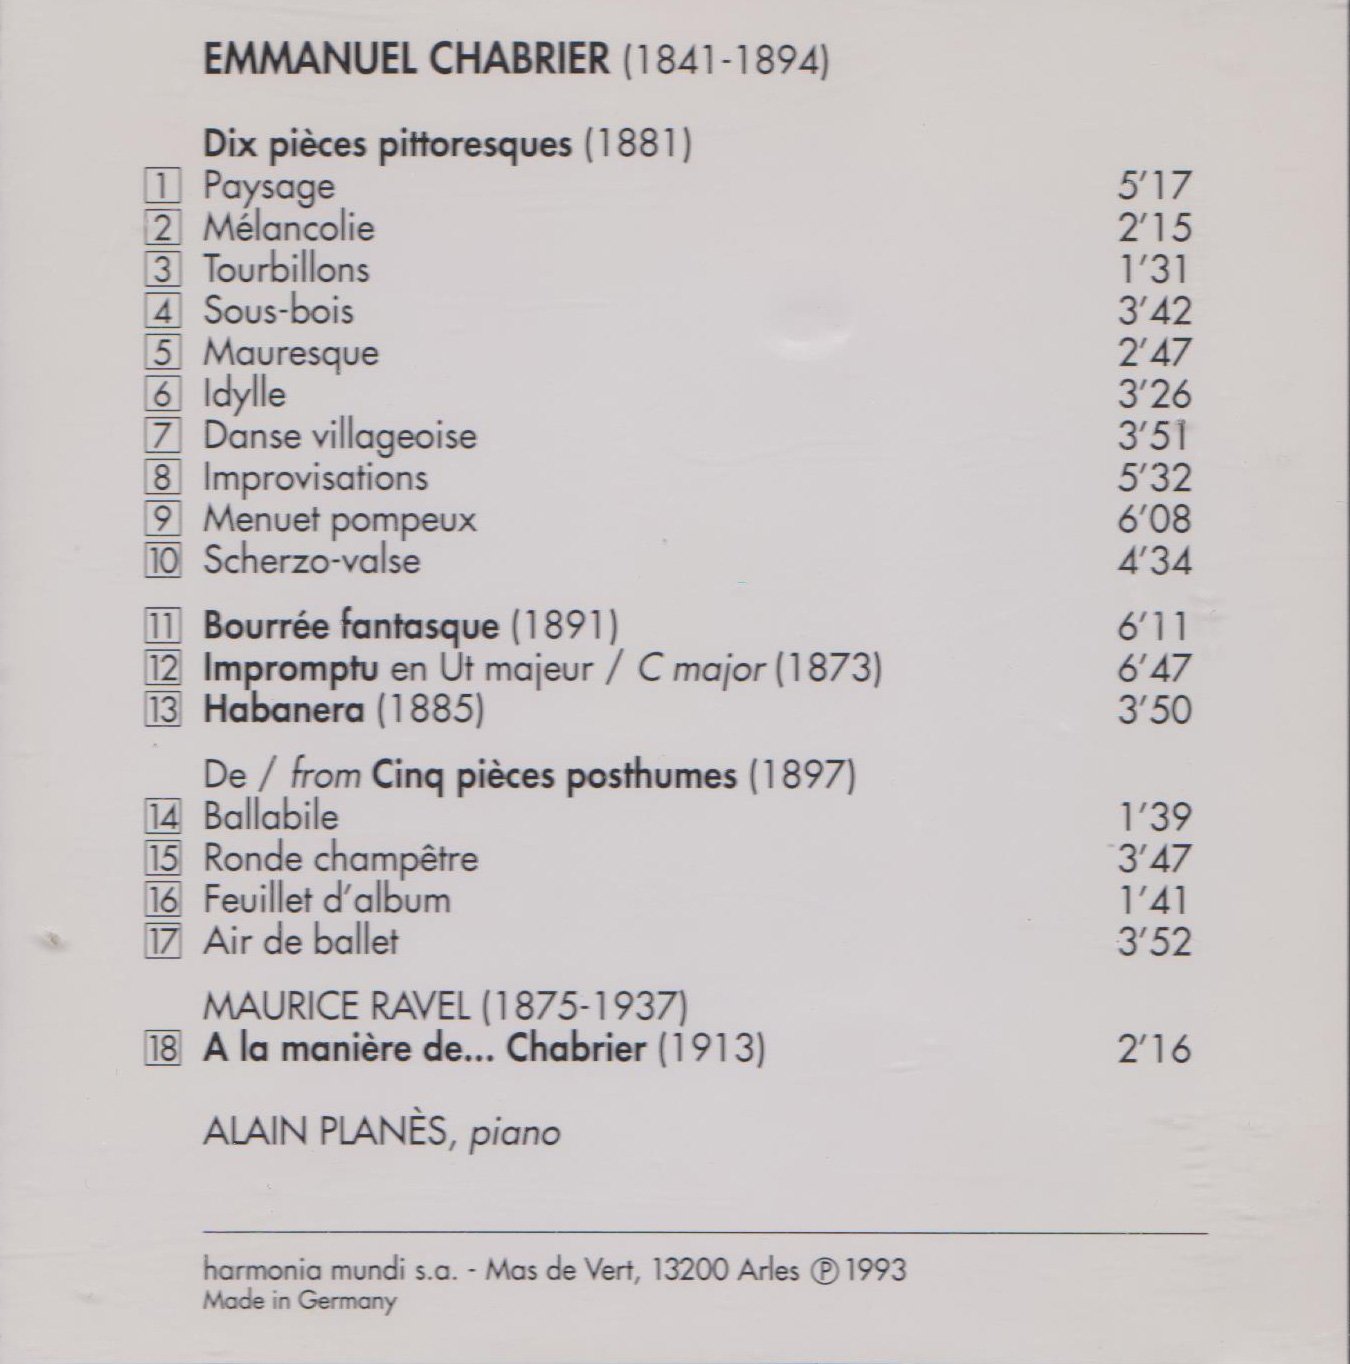 EMMANUEL CHABRIER (1841-1894)
Dix pièces pittoresques (1881)
1 Paysage 5'17
2 Mélancolie 2'15
3 Tourbillons 1'31
4 Sous-bois 3'42
5 Mauresque 2'47
6 Idylle 3'26
7 Danse villageoise 3'51
8 Improvisations 5'32
9 Menuet pompeux 6'08
10 Scherzo-valse 4'34
11 Bourrée fantasque (1891) 6'11
12 Impromptu en Ut majeur / C major (1873) 6'47
13 Habanera (1885) 3'50
De / from Cinq pièces posthumes (1897)
14 Ballabile 1'39
15 Ronde champêtre 3'47
16 Feuillet d'album 1'41
17 Air de ballet 3'52
MAURICE RAVEL (1875-1937)
18 A la manière de... Chabrier (1913) 2'16
ALAIN PLANÈS, piano
harmonia mundi s.a. - Mas de Vert, 13200 Arles ℗ 1993
Made in Germany